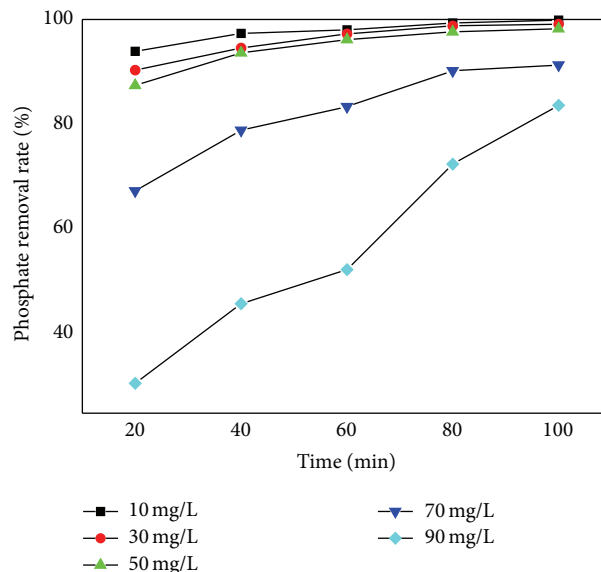 100
80
60
40
Phosphate removal rate (%)
20 40 60 80 100
Time (min)
10 mg/L
30 mg/L
50 mg/L
70 mg/L
90 mg/L